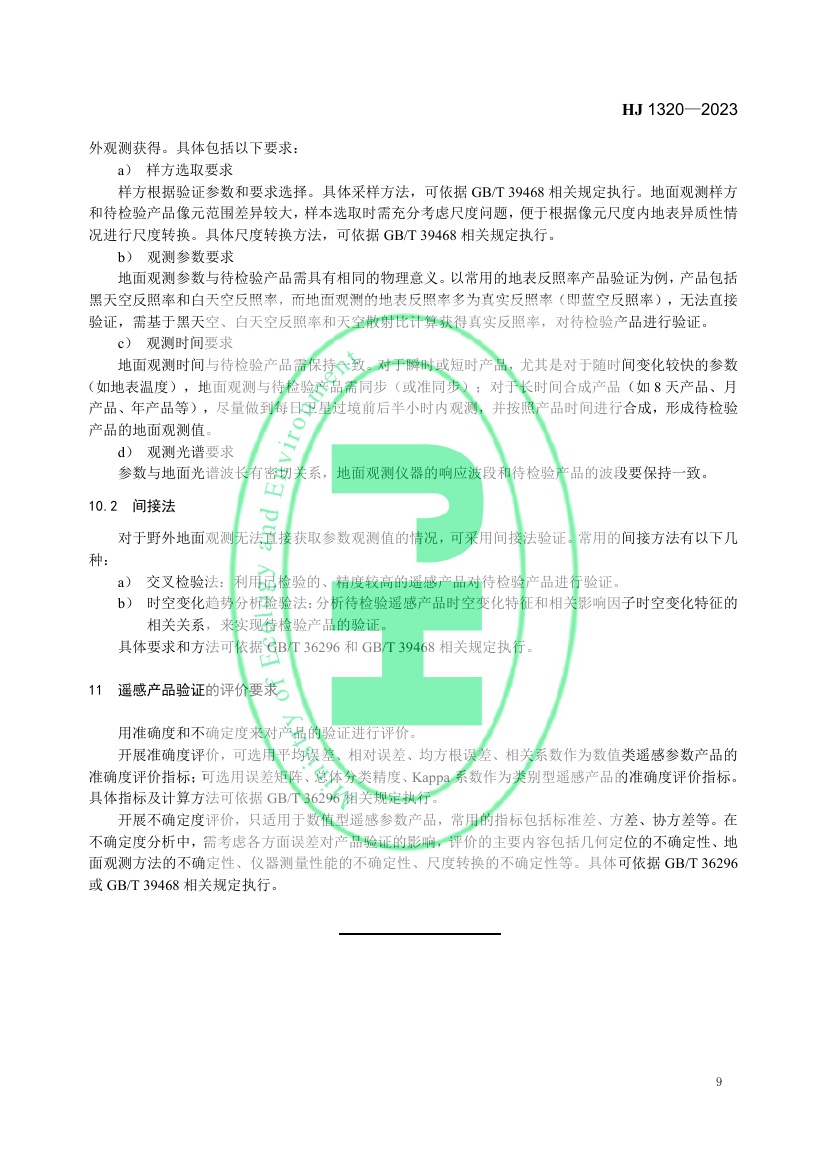 HJ 1320—2023
外观测获得。具体包括以下要求：
a） 样方选取要求
样方根据验证参数和要求选择。具体采样方法，可依据 GB/T 39468 相关规定执行。地面观测样方
和待检验产品像元范围差异较大，样本选取时需充分考虑尺度问题，便于根据像元尺度内地表异质性情
况进行尺度转换。具体尺度转换方法，可依据 GB/T 39468 相关规定执行。
b） 观测参数要求
地面观测参数与待检验产品需具有相同的物理意义。以常用的地表反照率产品验证为例，产品包括
黑天空反照率和白天空反照率，而地面观测的地表反照率多为真实反照率（即蓝空反照率），无法直接
验证，需基于黑天空、白天空反照率和天空散射比计算获得真实反照率，对待检验产品进行验证。
c） 观测时间要求
地面观测时间与待检验产品需保持一致。对于瞬时或短时产品，尤其是对于随时间变化较快的参数
（如地表温度），地面观测与待检验产品需同步（或准同步）；对于长时间合成产品（如 8 天产品、月
产品、年产品等），尽量做到每日卫星过境前后半小时内观测，并按照产品时间进行合成，形成待检验
产品的地面观测值。
d） 观测光谱要求
参数与地面光谱波长有密切关系，地面观测仪器的响应波段和待检验产品的波段要保持一致。
10.2 间接法
对于野外地面观测无法直接获取参数观测值的情况，可采用间接法验证。常用的间接方法有以下几
种：
a） 交叉检验法：利用已检验的、精度较高的遥感产品对待检验产品进行验证。
b） 时空变化趋势分析检验法：分析待检验遥感产品时空变化特征和相关影响因子时空变化特征的
相关关系，来实现待检验产品的验证。
具体要求和方法可依据 GB/T 36296 和 GB/T 39468 相关规定执行。
11 遥感产品验证的评价要求
用准确度和不确定度来对产品的验证进行评价。
开展准确度评价，可选用平均误差、相对误差、均方根误差、相关系数作为数值类遥感参数产品的
准确度评价指标；可选用误差矩阵、总体分类精度、Kappa 系数作为类别型遥感产品的准确度评价指标。
具体指标及计算方法可依据 GB/T 36296 相关规定执行。
开展不确定度评价，只适用于数值型遥感参数产品，常用的指标包括标准差、方差、协方差等。在
不确定度分析中，需考虑各方面误差对产品验证的影响，评价的主要内容包括几何定位的不确定性、地
面观测方法的不确定性、仪器测量性能的不确定性、尺度转换的不确定性等。具体可依据 GB/T 36296
或 GB/T 39468 相关规定执行。
Ministry of Ecology and Environment
9